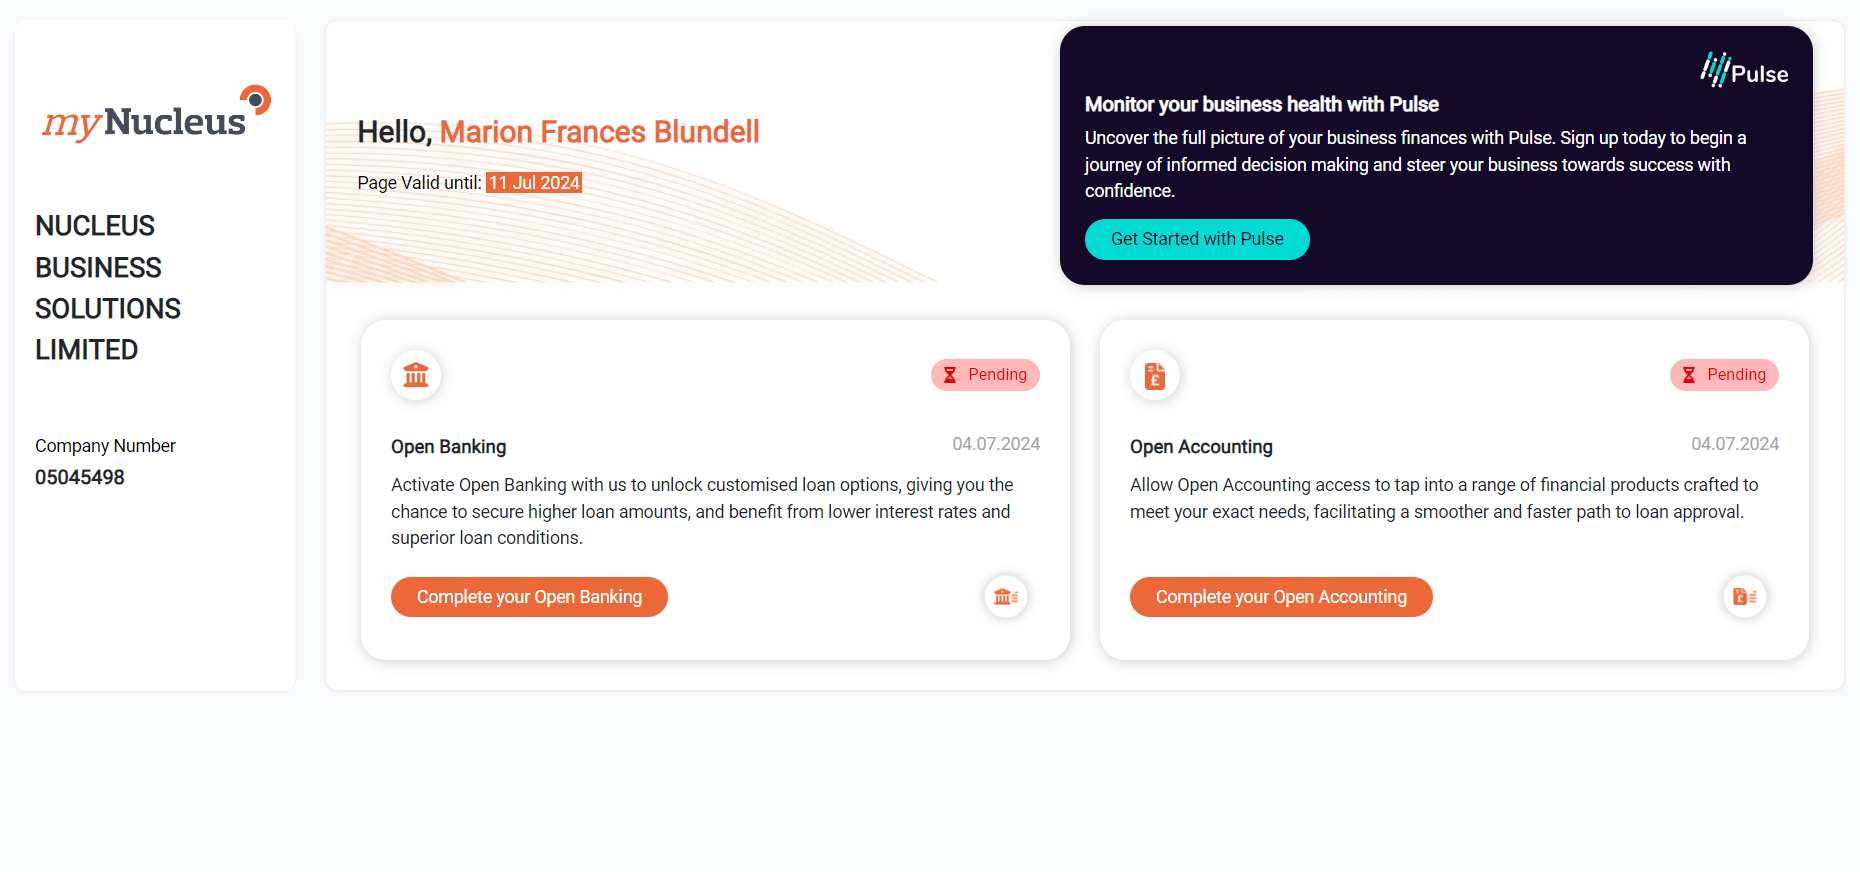 myNucleus
NUCLEUS
BUSINESS
SOLUTIONS
LIMITED
Company Number
05045498
Hello, Marion Frances Blundell
Page Valid until: 11 Jul 2024
Pulse
Monitor your business health with Pulse
Uncover the full picture of your business finances with Pulse. Sign up today to begin a
journey of informed decision making and steer your business towards success with
confidence.
Get Started with Pulse
Pending
Open Banking
04.07.2024
Activate Open Banking with us to unlock customised loan options, giving you the
chance to secure higher loan amounts, and benefit from lower interest rates and
superior loan conditions.
Complete your Open Banking
Pending
Open Accounting
04.07.2024
Allow Open Accounting access to tap into a range of financial products crafted to
meet your exact needs, facilitating a smoother and faster path to loan approval.
Complete your Open Accounting